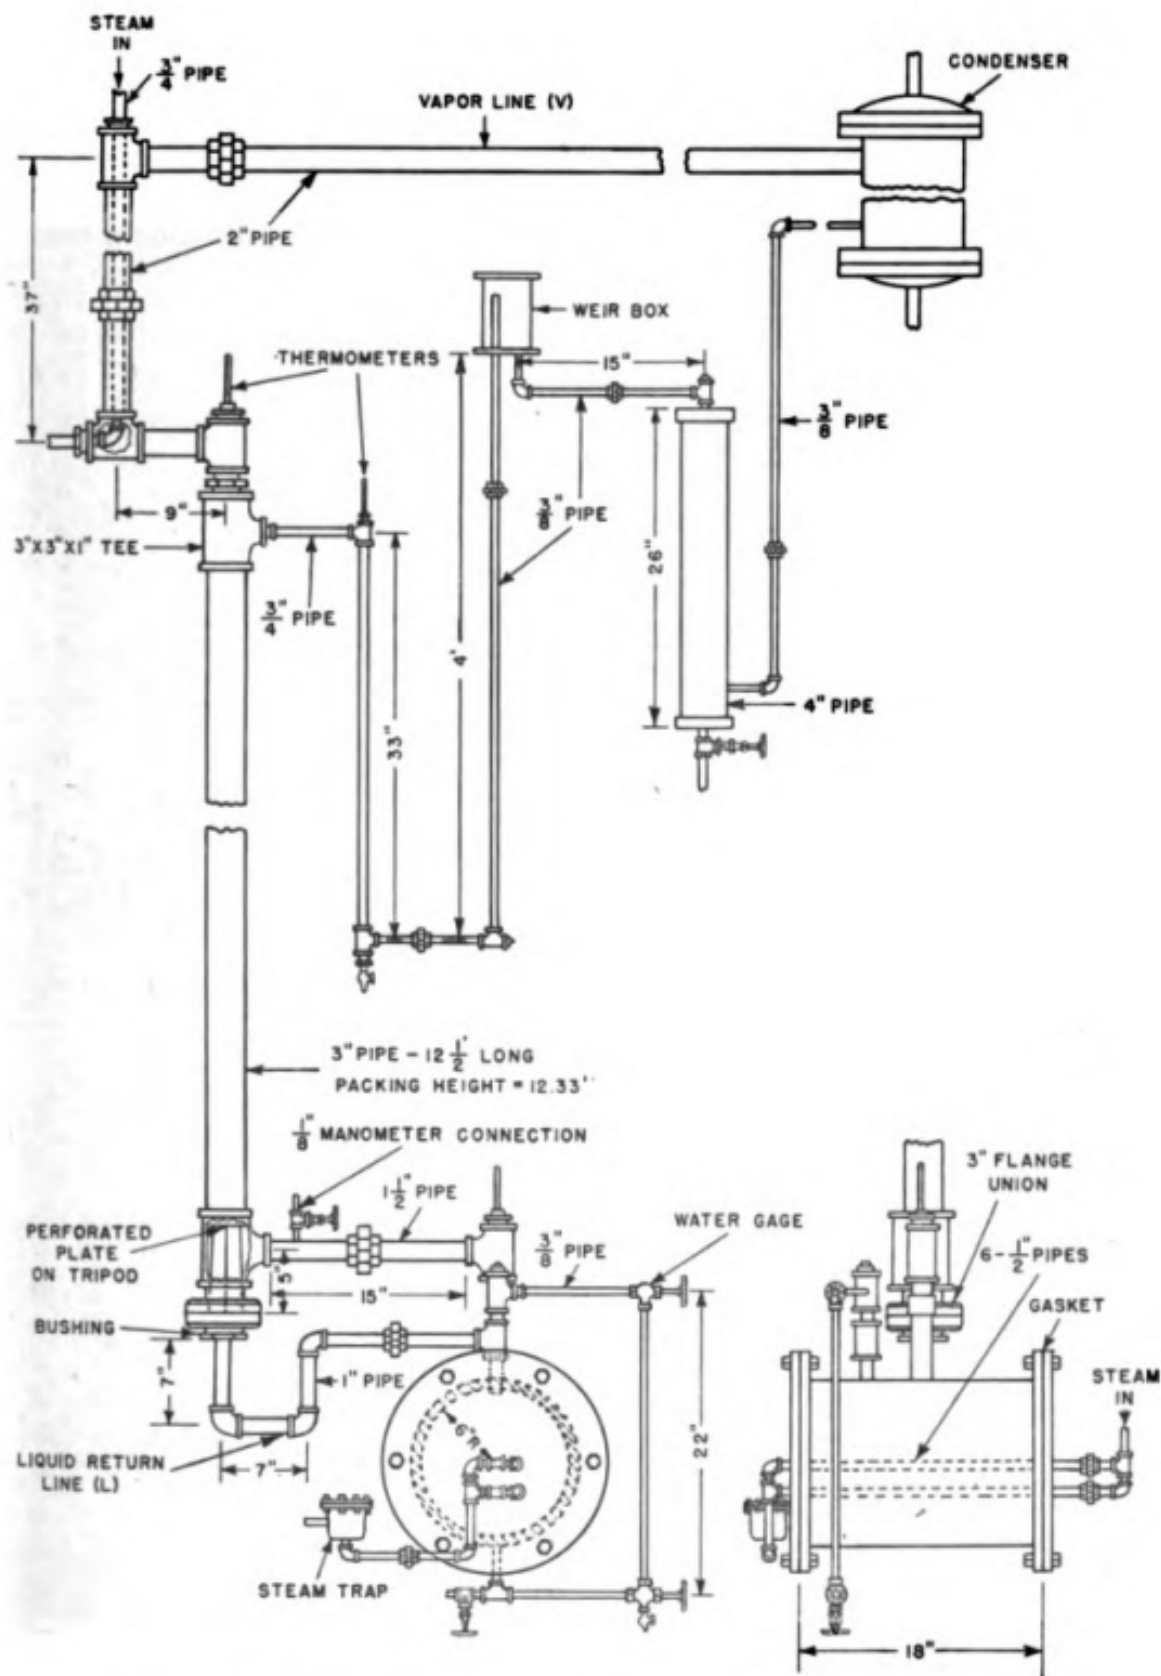 STEAM
IN
3/4" PIPE
CONDENSER
VAPOR LINE (V)
2" PIPE
37"
WEIR BOX
THERMOMETERS
15"
3/8" PIPE
9"
3/8" PIPE
3"X3"X1" TEE
26"
3/4" PIPE
4'
4" PIPE
33"
3" PIPE - 12 1/2' LONG
PACKING HEIGHT = 12.33'
1/8" MANOMETER CONNECTION
3" FLANGE
UNION
1 1/2" PIPE
WATER GAGE
PERFORATED
PLATE
ON TRIPOD
3/8" PIPE
6-1/2" PIPES
5"
15"
GASKET
BUSHING
7"
1" PIPE
STEAM
IN
6"R
22"
LIQUID RETURN
LINE (L)
7"
STEAM TRAP
18"